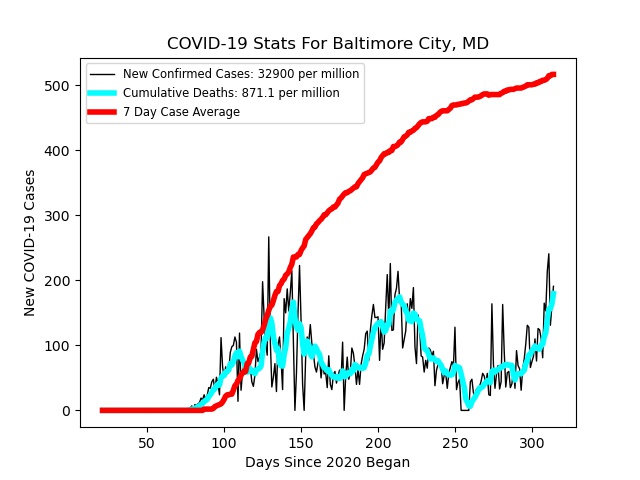 COVID-19 Stats For Baltimore City, MD
New Confirmed Cases: 32900 per million
Cumulative Deaths: 871.1 per million
7 Day Case Average
New COVID-19 Cases
500
400
300
200
100
0
50 100 150 200 250 300
Days Since 2020 Began